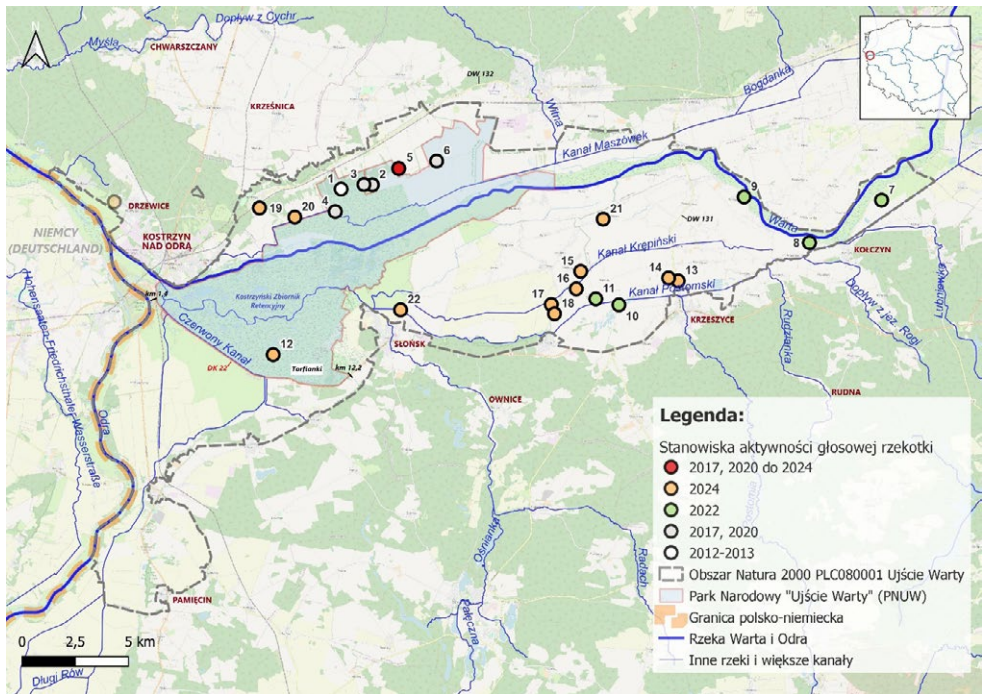 Dopływ z Cychr
Myśla
CHWARSZCZANY
DW 132
KRZEŚNICA
Witna
Bogdanka
Kanał Maszówek
5
6
1
3
2
4
19
20
DRZEWICE
KOSTRZYN
NAD ODRĄ
NIEMCY
(DEUTSCHLAND)
9
7
8
Warta
KOŁCZYN
21
DW 131
Kanał Krępiński
15
16
14
13
17
18
11
10
Kanał Postomski
KRZESZYCE
km 1,4
Kostrzyński Zbiornik
Retencyjny
22
SŁOŃSK
Czerwony Kanał
12
Torfianki
km 12,2
DK 22
Hohensaaten-Friedrichsthaler Wasserstraße
Odra
OWNICE
Rudzianka
Dopływ z jez. Rogi
Łubniewka
RUDNA
Ośnianka
Radach
Pałęczna
PAMIĘCIN
Długi Rów
0 2,5 5 km
Legenda:
Stanowiska aktywności głosowej rzekotki
2017, 2020 do 2024
2024
2022
2017, 2020
2012-2013
Obszar Natura 2000 PLC080001 Ujście Warty
Park Narodowy "Ujście Warty" (PNUW)
Granica polsko-niemiecka
Rzeka Warta i Odra
Inne rzeki i większe kanały